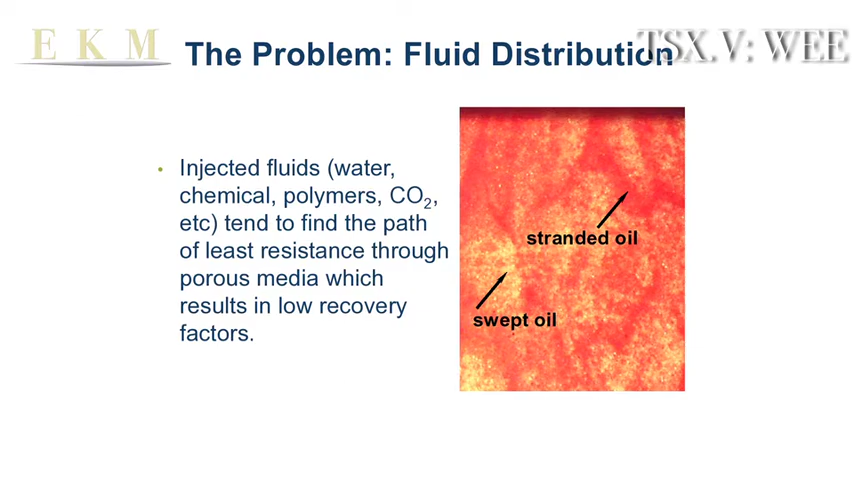 EKM
TSX.V: WEE
The Problem: Fluid Distribution
• Injected fluids (water,
chemical, polymers, CO₂,
etc) tend to find the path
of least resistance through
porous media which
results in low recovery
factors.
stranded oil
swept oil